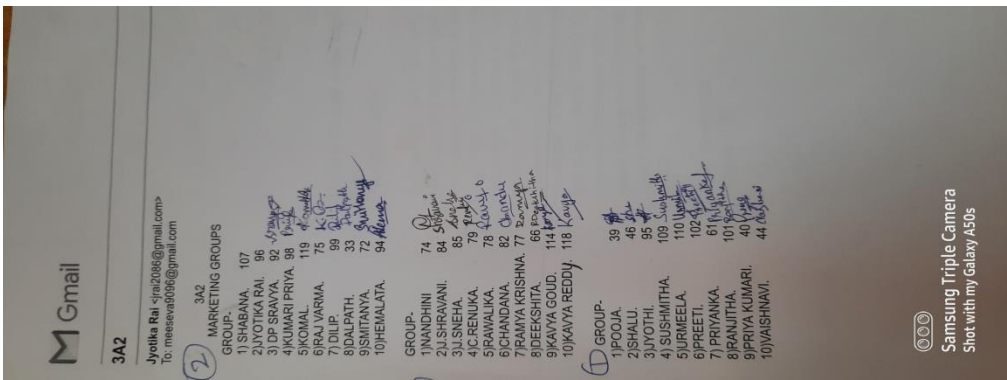 M Gmail
3A2
Jyotika Rai <jrai2086@gmail.com>
To: meeseva9096@gmail.com
3A2
2 MARKETING GROUPS
GROUP-
1) SHABANA. 107
2)JYOTIKA RAI. 96
3) DP SRAVYA. 92
4)KUMARI PRIYA. 98
5)KOMAL. 119
6)RAJ VARMA. 75
7) DILIP. 99
8)DALPATH. 33
9)SMITANYA. 72
10)HEMALATA. 94
GROUP-
1)NANDHINI 74
2)J.SHRAVANI. 84
3)J.SNEHA. 85
4)C.RENUKA. 79
5)RAWALIKA. 78
6)CHANDANA. 82
7)RAMYA KRISHNA. 77 Ramya
8)DEEKSHITA. 66
9)KAVYA GOUD. 114
10)KAVYA REDDY. 118 Kavya
1 GROUP-
1)POOJA. 39
2)SHALU. 46
3)JYOTHI. 95
4) SUSHMITHA. 109
5)URMEELA. 110
6)PREETI. 102
7) PRIYANKA. 61
8)RANJITHA. 101
9)PRIYA KUMARI. 40
10)VAISHNAVI. 44
Samsung Triple Camera
Shot with my Galaxy A50s